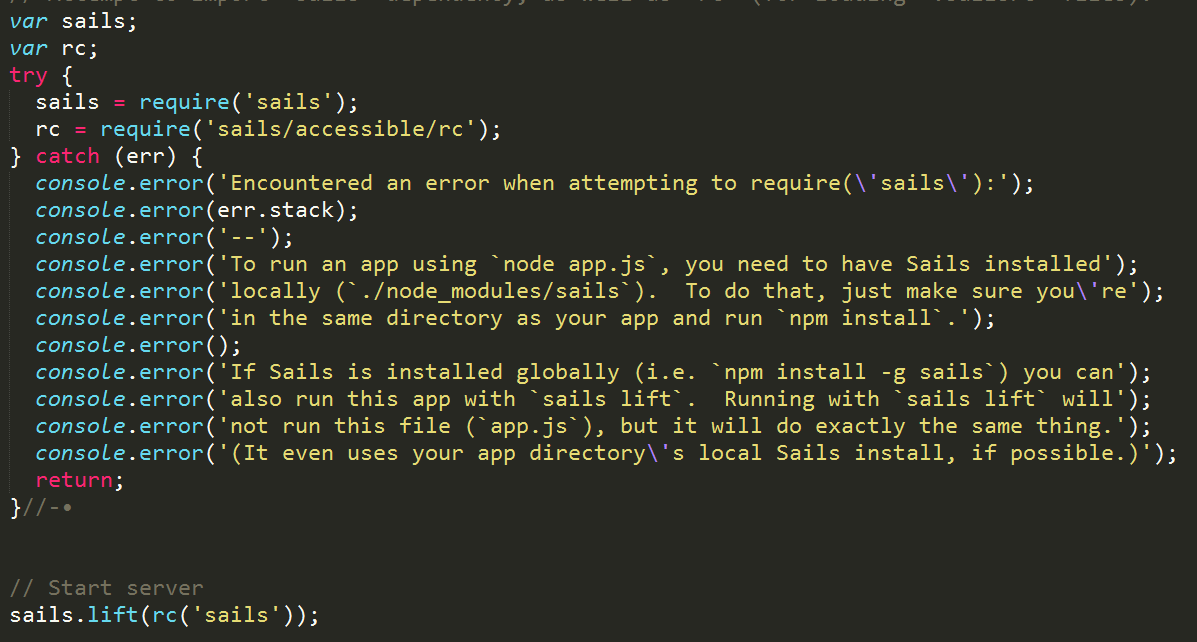 var sails;
var rc;
try {
  sails = require('sails');
  rc = require('sails/accessible/rc');
} catch (err) {
  console.error('Encountered an error when attempting to require(\'sails\'):');
  console.error(err.stack);
  console.error('--');
  console.error('To run an app using `node app.js`, you need to have Sails installed');
  console.error('locally (`./node_modules/sails`).  To do that, just make sure you\'re');
  console.error('in the same directory as your app and run `npm install`.');
  console.error();
  console.error('If Sails is installed globally (i.e. `npm install -g sails`) you can');
  console.error('also run this app with `sails lift`.  Running with `sails lift` will');
  console.error('not run this file (`app.js`), but it will do exactly the same thing.');
  console.error('(It even uses your app directory\'s local Sails install, if possible.)');
  return;
}//-•
// Start server
sails.lift(rc('sails'));